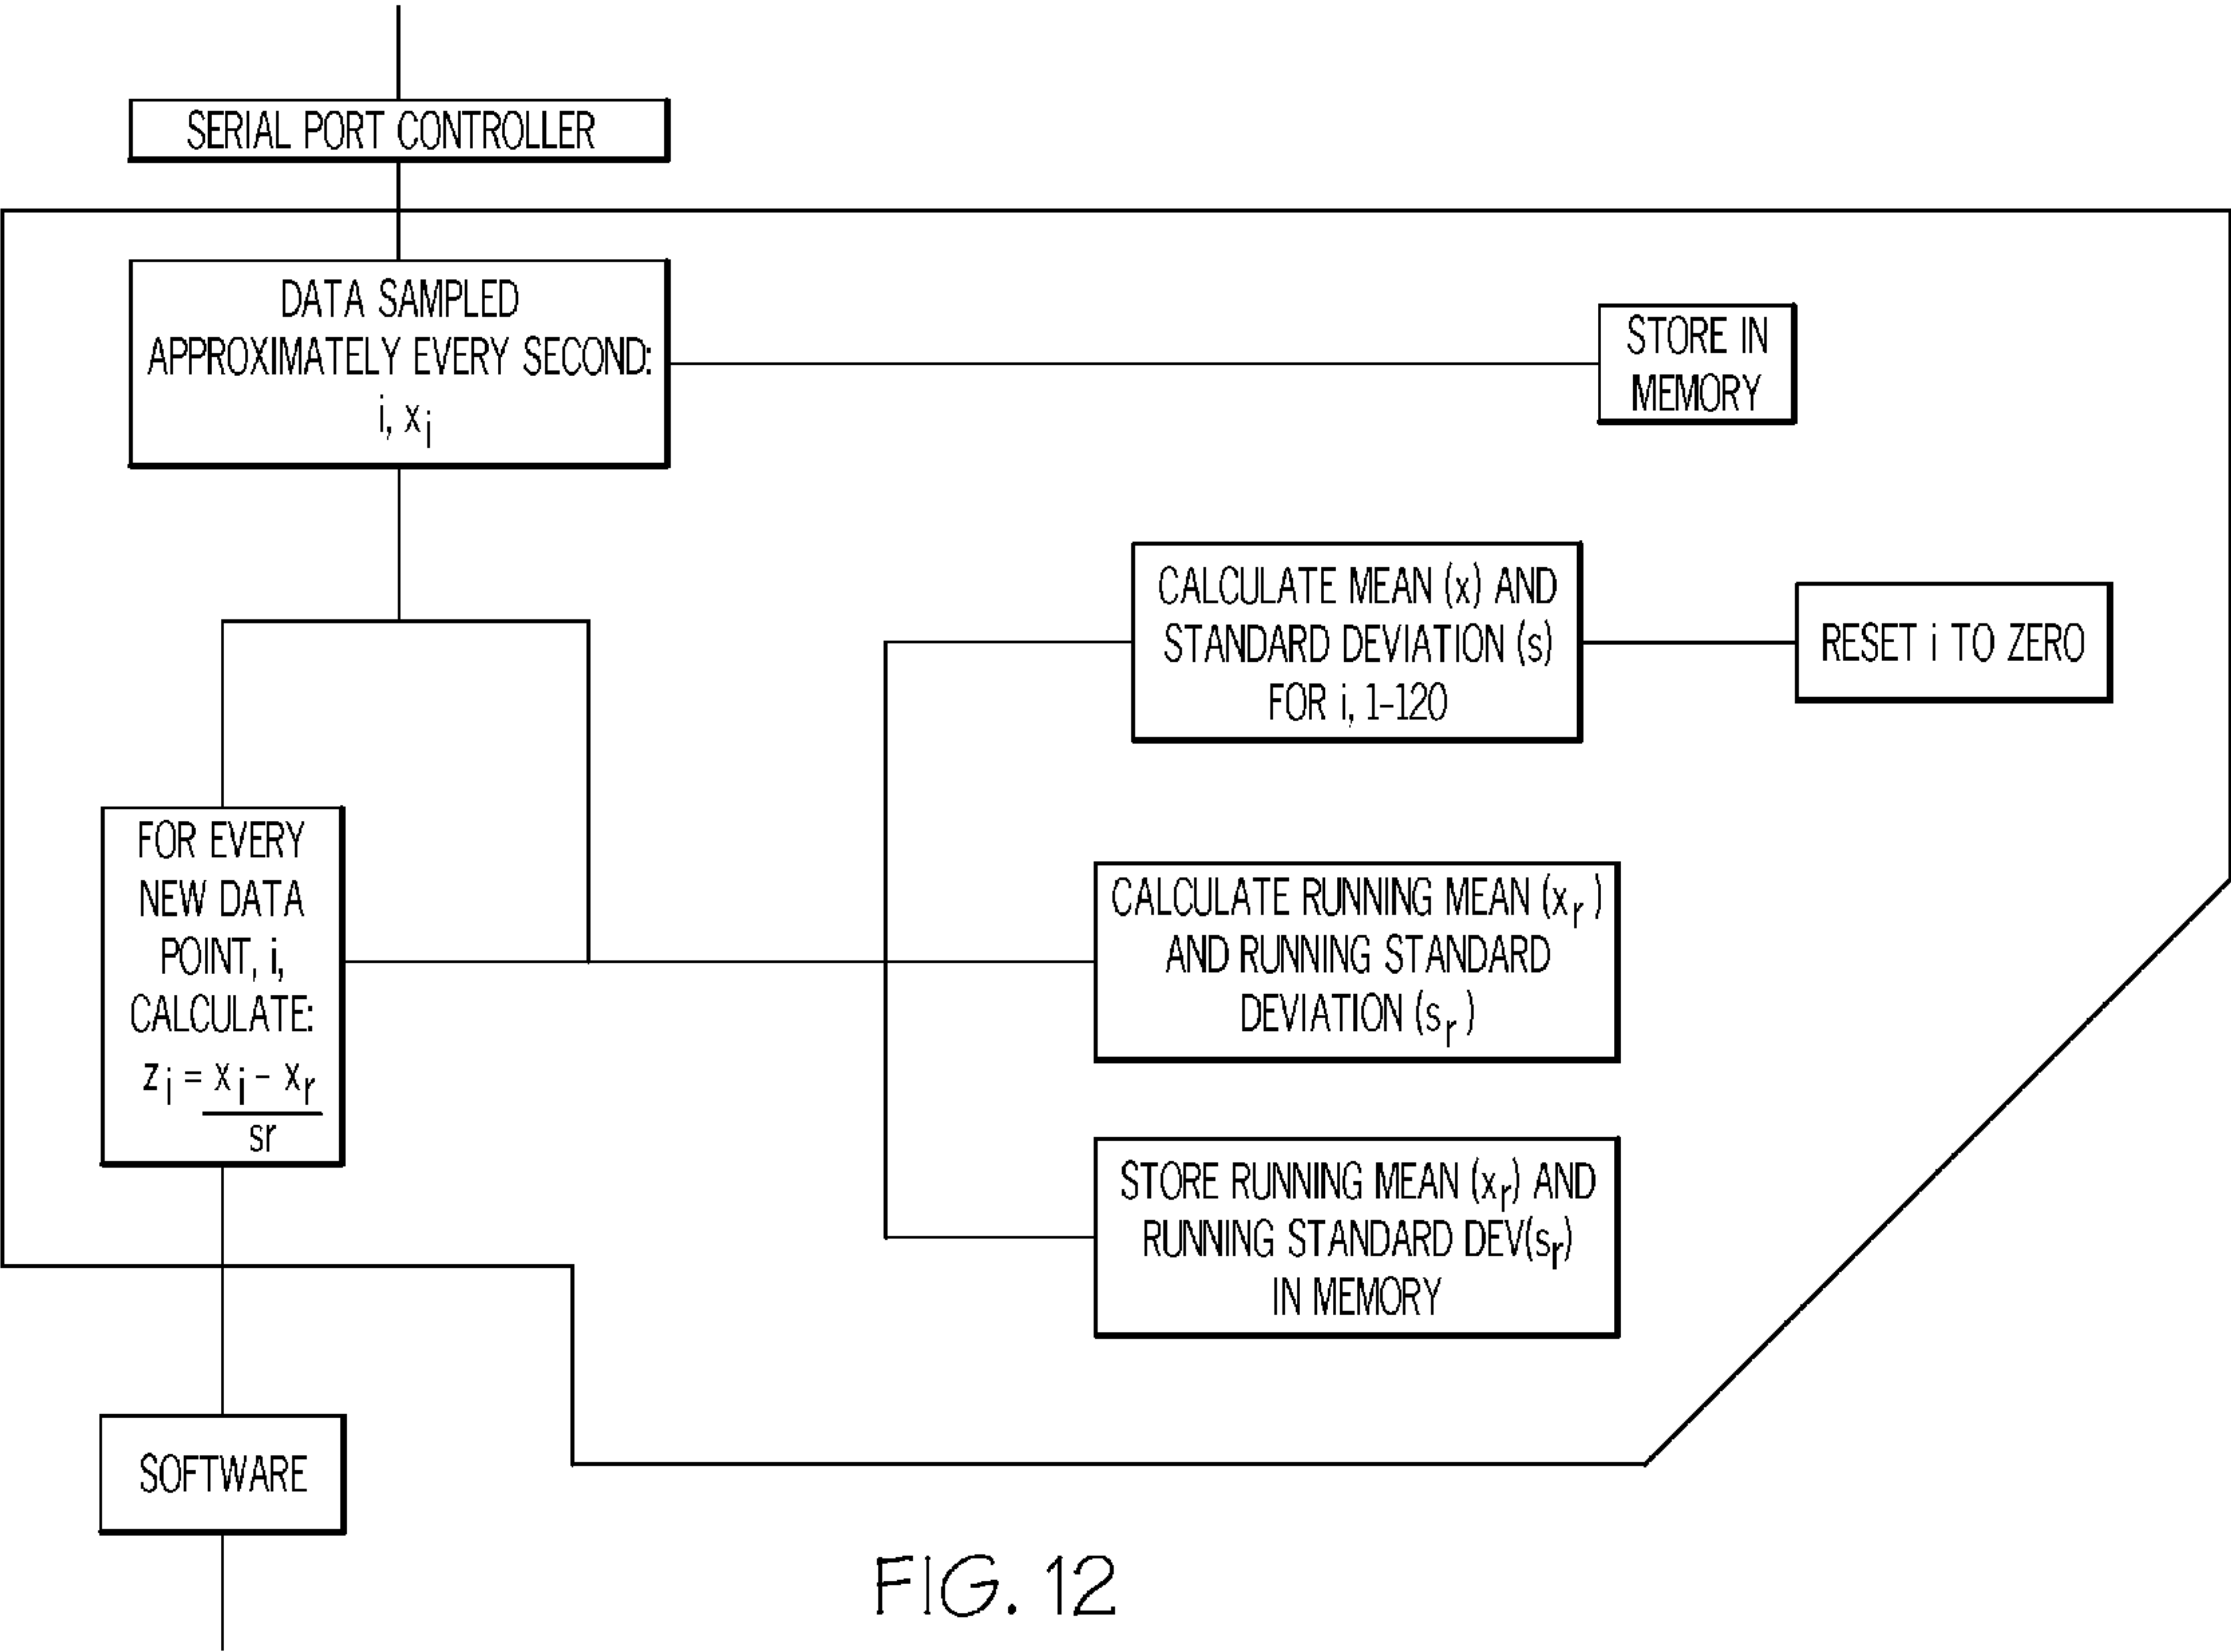 SERIAL PORT CONTROLLER
DATA SAMPLED
APPROXIMATELY EVERY SECOND:
i, xi
STORE IN
MEMORY
CALCULATE MEAN (x) AND
STANDARD DEVIATION (s)
FOR i, 1-120
RESET i TO ZERO
FOR EVERY
NEW DATA
POINT, i,
CALCULATE:
zi = xi - xr
sr
CALCULATE RUNNING MEAN (xr)
AND RUNNING STANDARD
DEVIATION (sr)
STORE RUNNING MEAN (xr) AND
RUNNING STANDARD DEV(sr)
IN MEMORY
SOFTWARE
FIG. 12